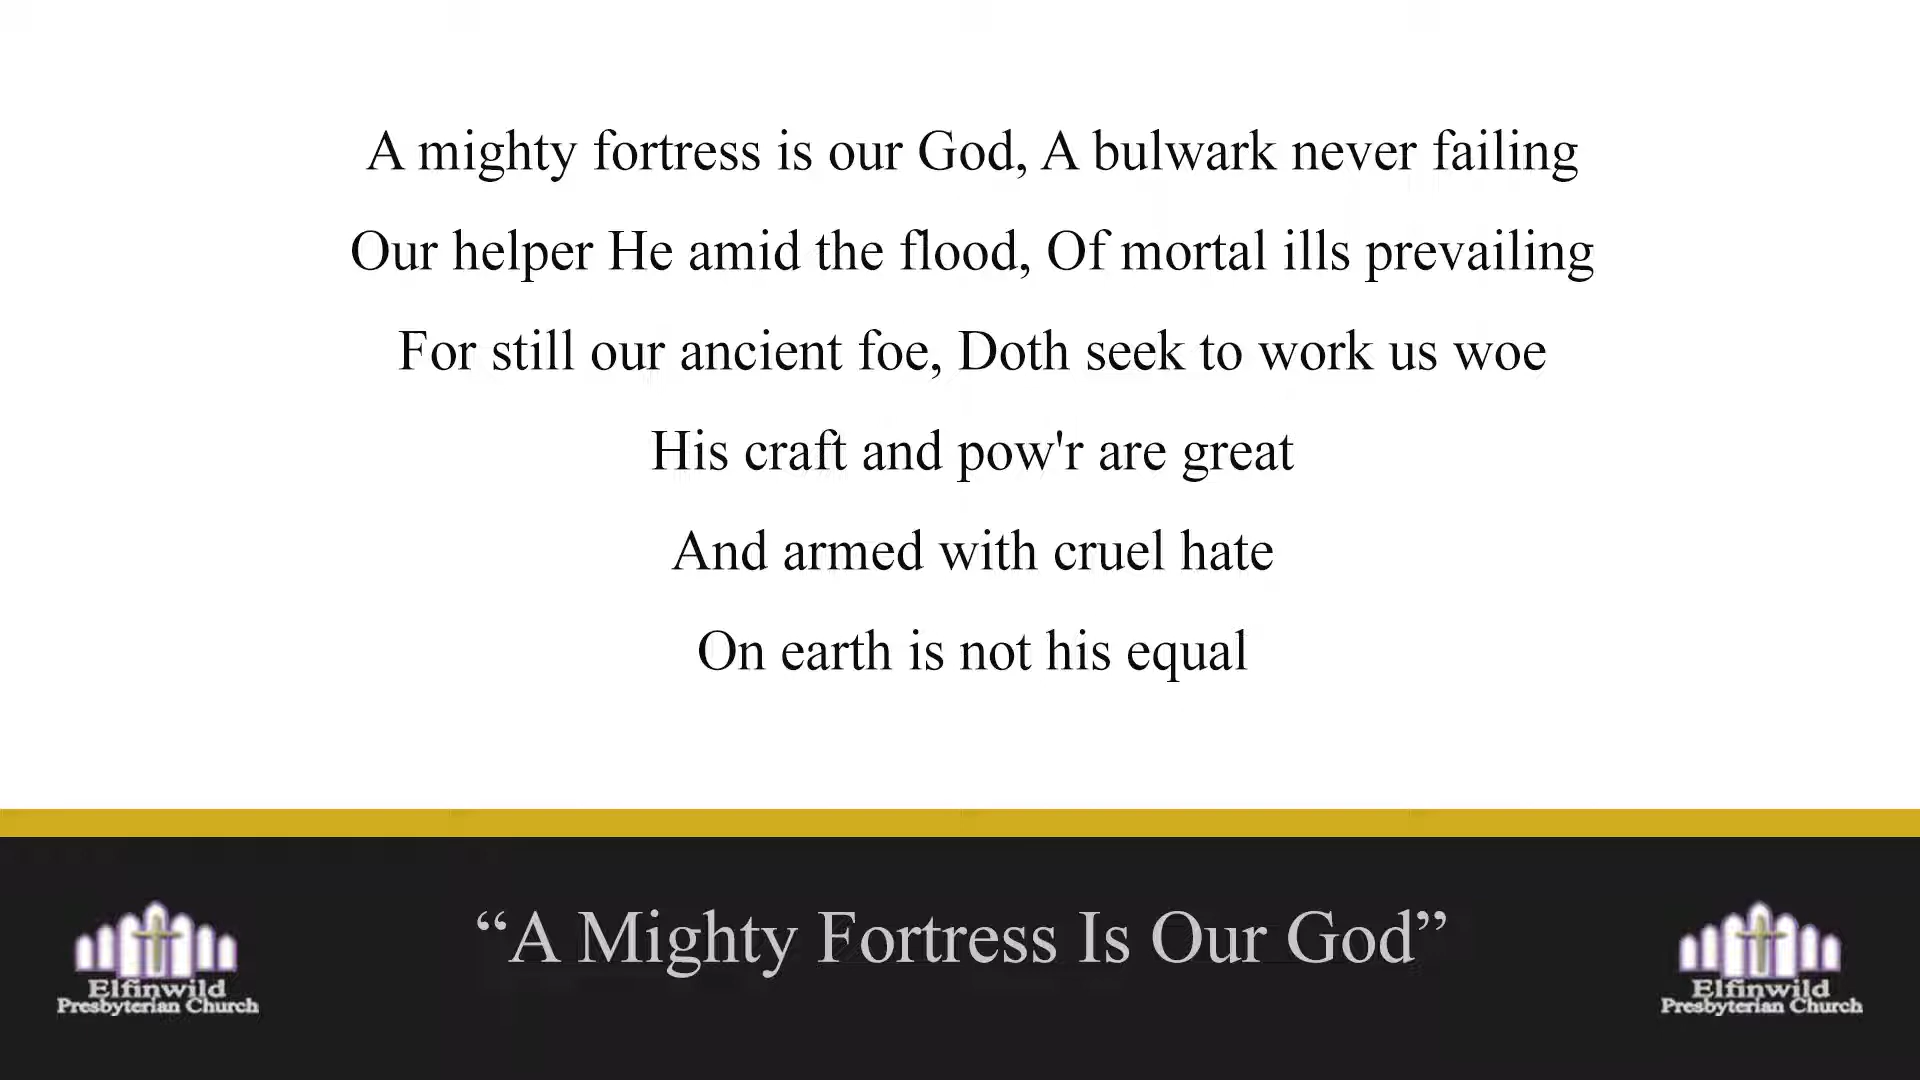 A mighty fortress is our God, A bulwark never failing
Our helper He amid the flood, Of mortal ills prevailing
For still our ancient foe, Doth seek to work us woe
His craft and pow'r are great
And armed with cruel hate
On earth is not his equal
“A Mighty Fortress Is Our God”
Elfinwild
Presbyterian Church
Elfinwild
Presbyterian Church